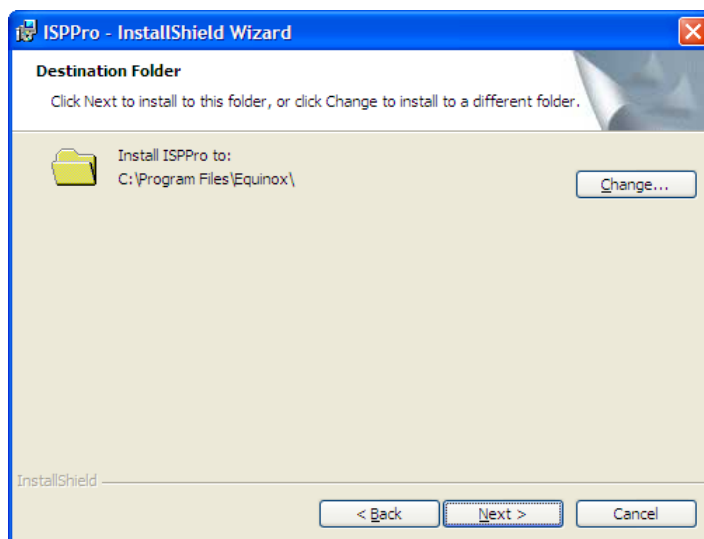 ISPPro - InstallShield Wizard
Destination Folder
Click Next to install to this folder, or click Change to install to a different folder.
Install ISPPro to:
C:\Program Files\Equinox\
Change...
InstallShield
< Back
Next >
Cancel